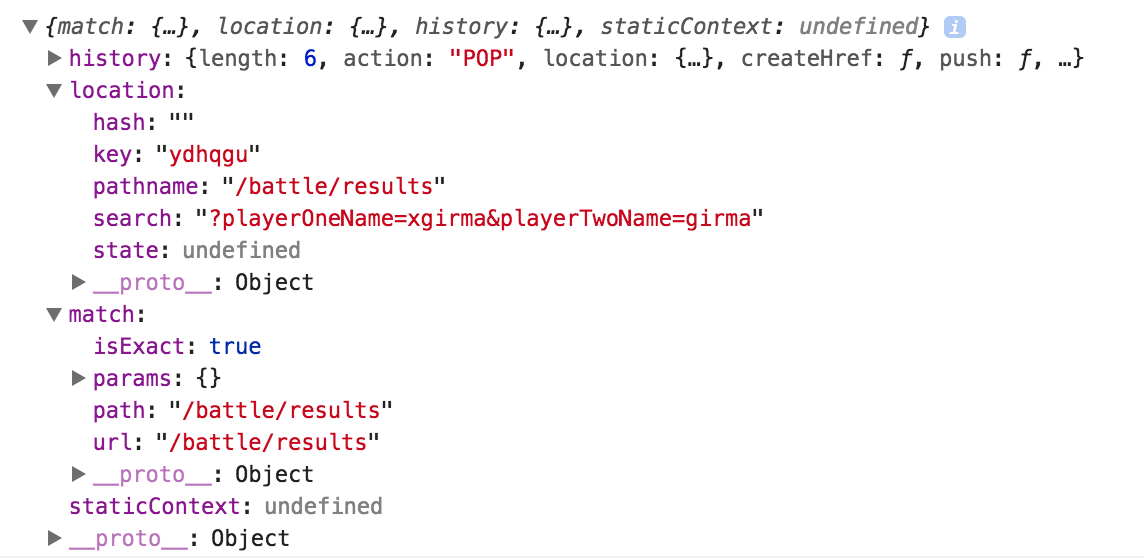 {match: {…}, location: {…}, history: {…}, staticContext: undefined} i
history: {length: 6, action: "POP", location: {…}, createHref: ƒ, push: ƒ, …}
location:
hash: ""
key: "ydhqgu"
pathname: "/battle/results"
search: "?playerOneName=xgirma&playerTwoName=girma"
state: undefined
__proto__: Object
match:
isExact: true
params: {}
path: "/battle/results"
url: "/battle/results"
__proto__: Object
staticContext: undefined
__proto__: Object